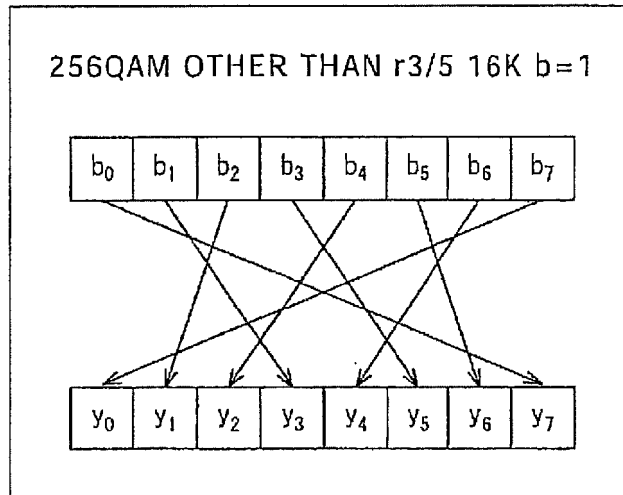 256QAM OTHER THAN r3/5 16K b=1
b₀ b₁ b₂ b₃ b₄ b₅ b₆ b₇
y₀ y₁ y₂ y₃ y₄ y₅ y₆ y₇